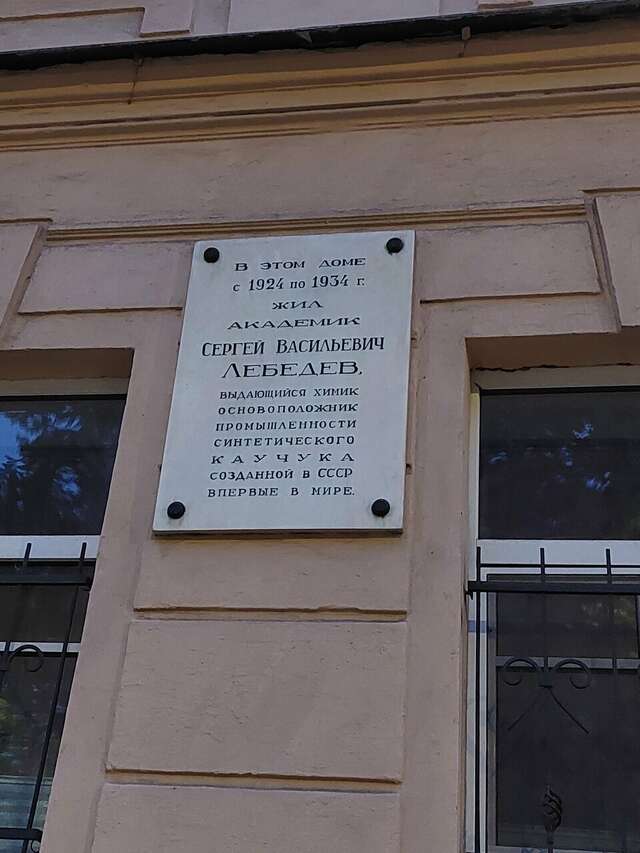 В ЭТОМ ДОМЕ
С 1924 ПО 1934 Г.
ЖИЛ
АКАДЕМИК
СЕРГЕЙ ВАСИЛЬЕВИЧ
ЛЕБЕДЕВ,
ВЫДАЮЩИЙСЯ ХИМИК
ОСНОВОПОЛОЖНИК
ПРОМЫШЛЕННОСТИ
СИНТЕТИЧЕСКОГО
КАУЧУКА
СОЗДАННОЙ В СССР
ВПЕРВЫЕ В МИРЕ.